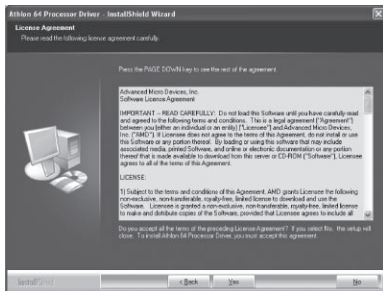 Athlon 64 Processor Driver - InstallShield Wizard
License Agreement
Please read the following license agreement carefully.
Press the PAGE DOWN key to see the rest of the agreement.
Advanced Micro Devices, Inc.
Software License Agreement
IMPORTANT - READ CAREFULLY: Do not load this Software until you have carefully read
and agreed to the following terms and conditions. This is a legal agreement ("Agreement")
between you (either an individual or an entity) ("Licensee") and Advanced Micro Devices,
Inc. ("AMD"). If Licensee does not agree to the terms of this Agreement, do not install or use
this Software or any portion thereof. By loading or using this software that may include
associated media, printed Software, and online or electronic documentation or any portion
thereof that is made available to download from this server or CD-ROM ("Software"), Licensee
agrees to all of the terms of this Agreement.
LICENSE:
1) Subject to the terms and conditions of this Agreement, AMD grants Licensee the following
non-exclusive, non-transferable, royalty-free, limited license to download and use the
Software. Licensee is granted a non-exclusive, non-transferable, royalty-free, limited license
to make and distribute copies of the Software, provided that Licensee agrees to include all
Do you accept all the terms of the preceding License Agreement? If you select No, the setup will
close. To install Athlon 64 Processor Driver, you must accept this agreement.
InstallShield
< Back
Yes
No